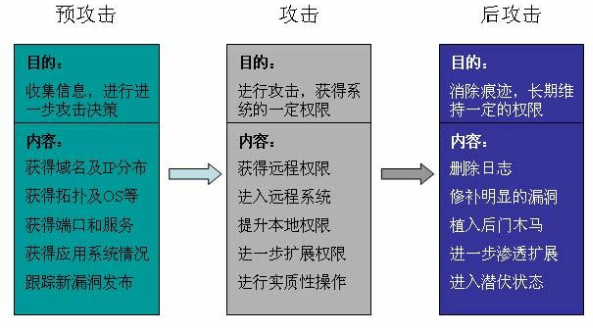 预攻击
目的：
收集信息，进行进
一步攻击决策
内容：
获得域名及IP分布
获得拓扑及OS等
获得端口和服务
获得应用系统情况
跟踪新漏洞发布
攻击
目的：
进行攻击，获得系
统的一定权限
内容：
获得远程权限
进入远程系统
提升本地权限
进一步扩展权限
进行实质性操作
后攻击
目的：
消除痕迹，长期维
持一定的权限
内容：
删除日志
修补明显的漏洞
植入后门木马
进一步渗透扩展
进入潜伏状态